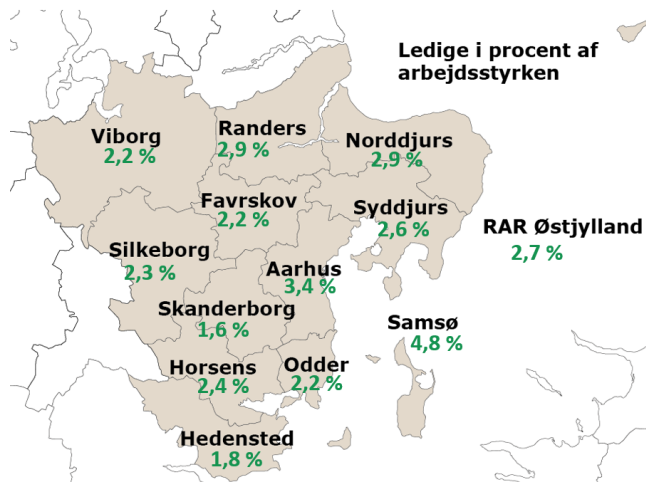 Ledige i procent af
arbejdsstyrken
Viborg
2,2 %
Randers
2,9 %
Norddjurs
2,9 %
Favrskov
2,2 %
Syddjurs
2,6 %
RAR Østjylland
2,7 %
Silkeborg
2,3 %
Aarhus
3,4 %
Skanderborg
1,6 %
Samsø
4,8 %
Horsens
2,4 %
Odder
2,2 %
Hedensted
1,8 %